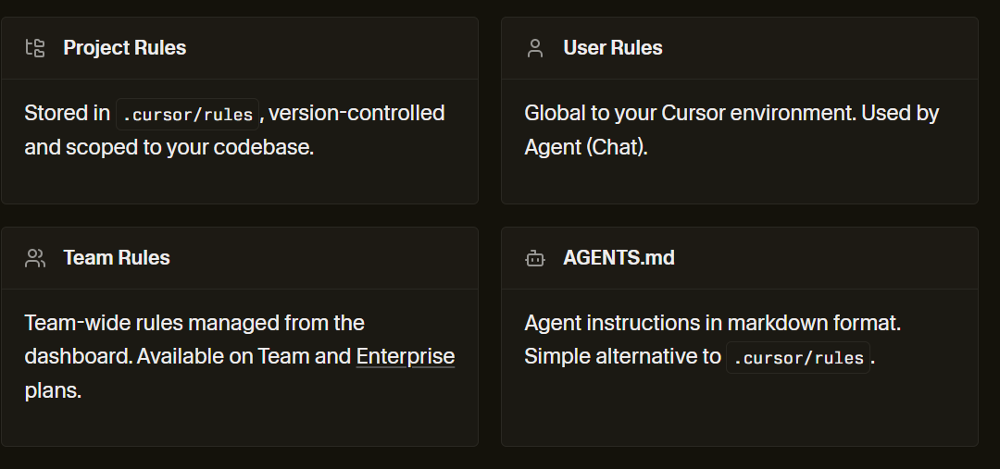 Project Rules
Stored in .cursor/rules, version-controlled
and scoped to your codebase.
User Rules
Global to your Cursor environment. Used by
Agent (Chat).
Team Rules
Team-wide rules managed from the
dashboard. Available on Team and Enterprise
plans.
AGENTS.md
Agent instructions in markdown format.
Simple alternative to .cursor/rules.